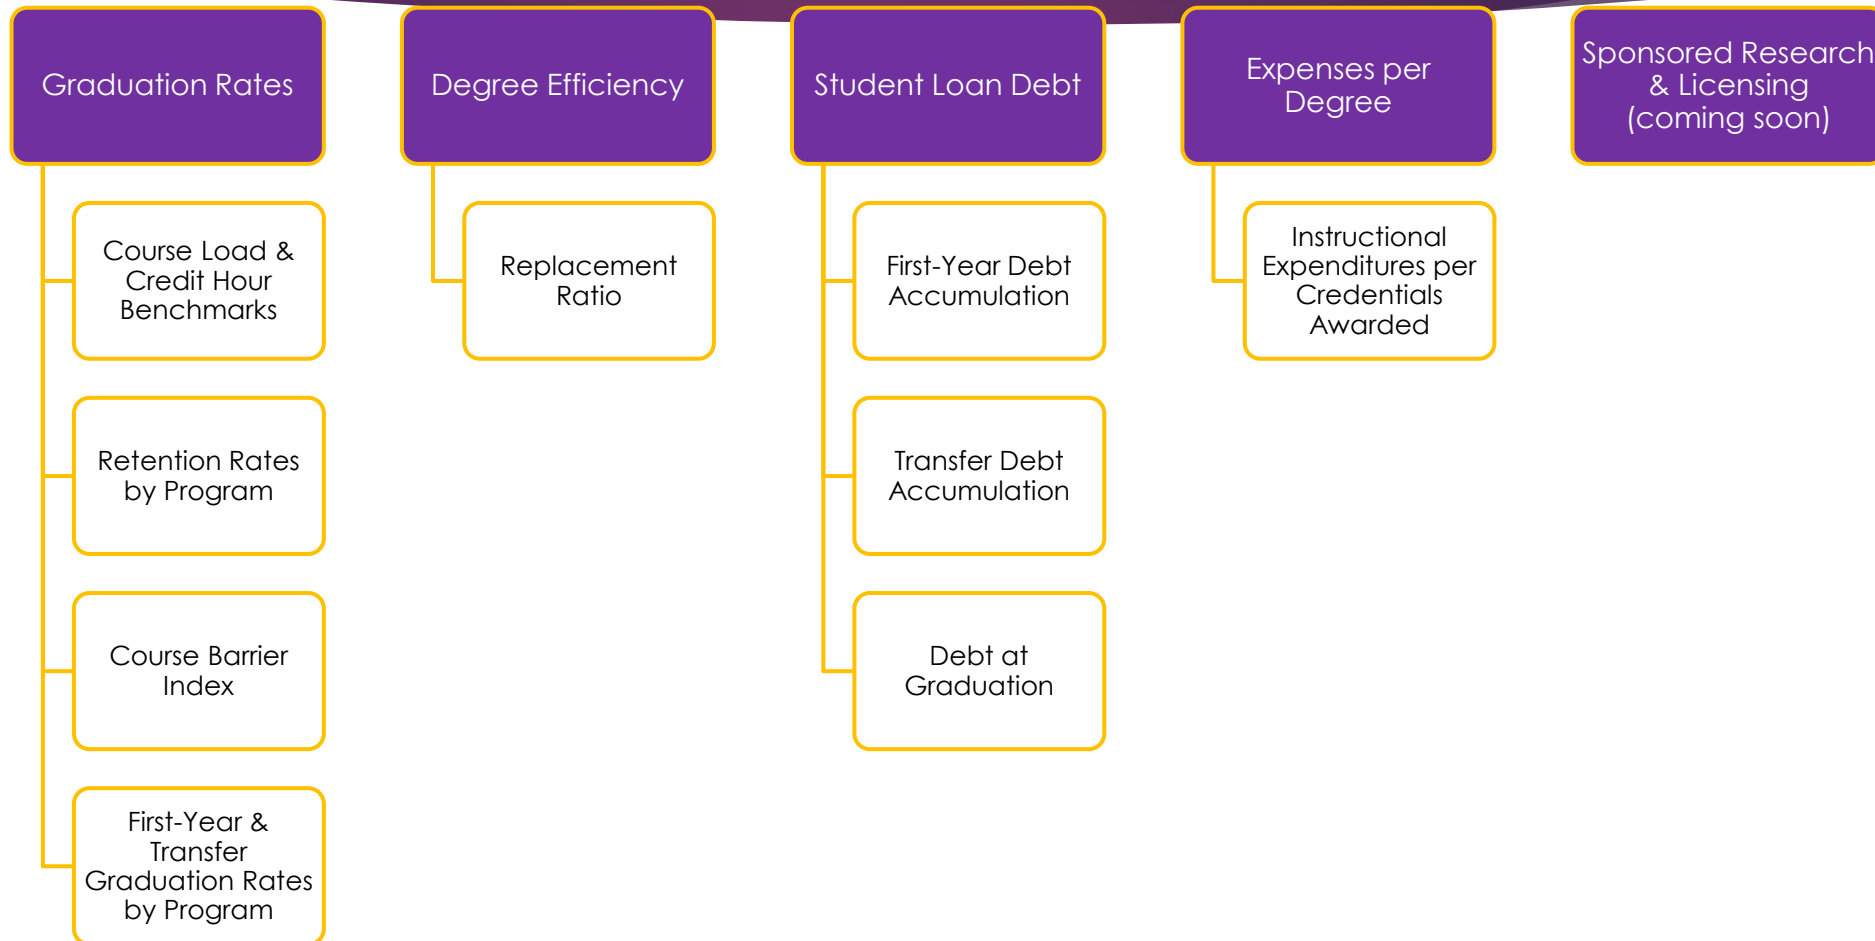 Graduation Rates
Course Load &
Credit Hour
Benchmarks
Retention Rates
by Program
Course Barrier
Index
First-Year &
Transfer
Graduation Rates
by Program
Degree Efficiency
Replacement
Ratio
Student Loan Debt
First-Year Debt
Accumulation
Transfer Debt
Accumulation
Debt at
Graduation
Expenses per
Degree
Instructional
Expenditures per
Credentials
Awarded
Sponsored Research
& Licensing
(coming soon)